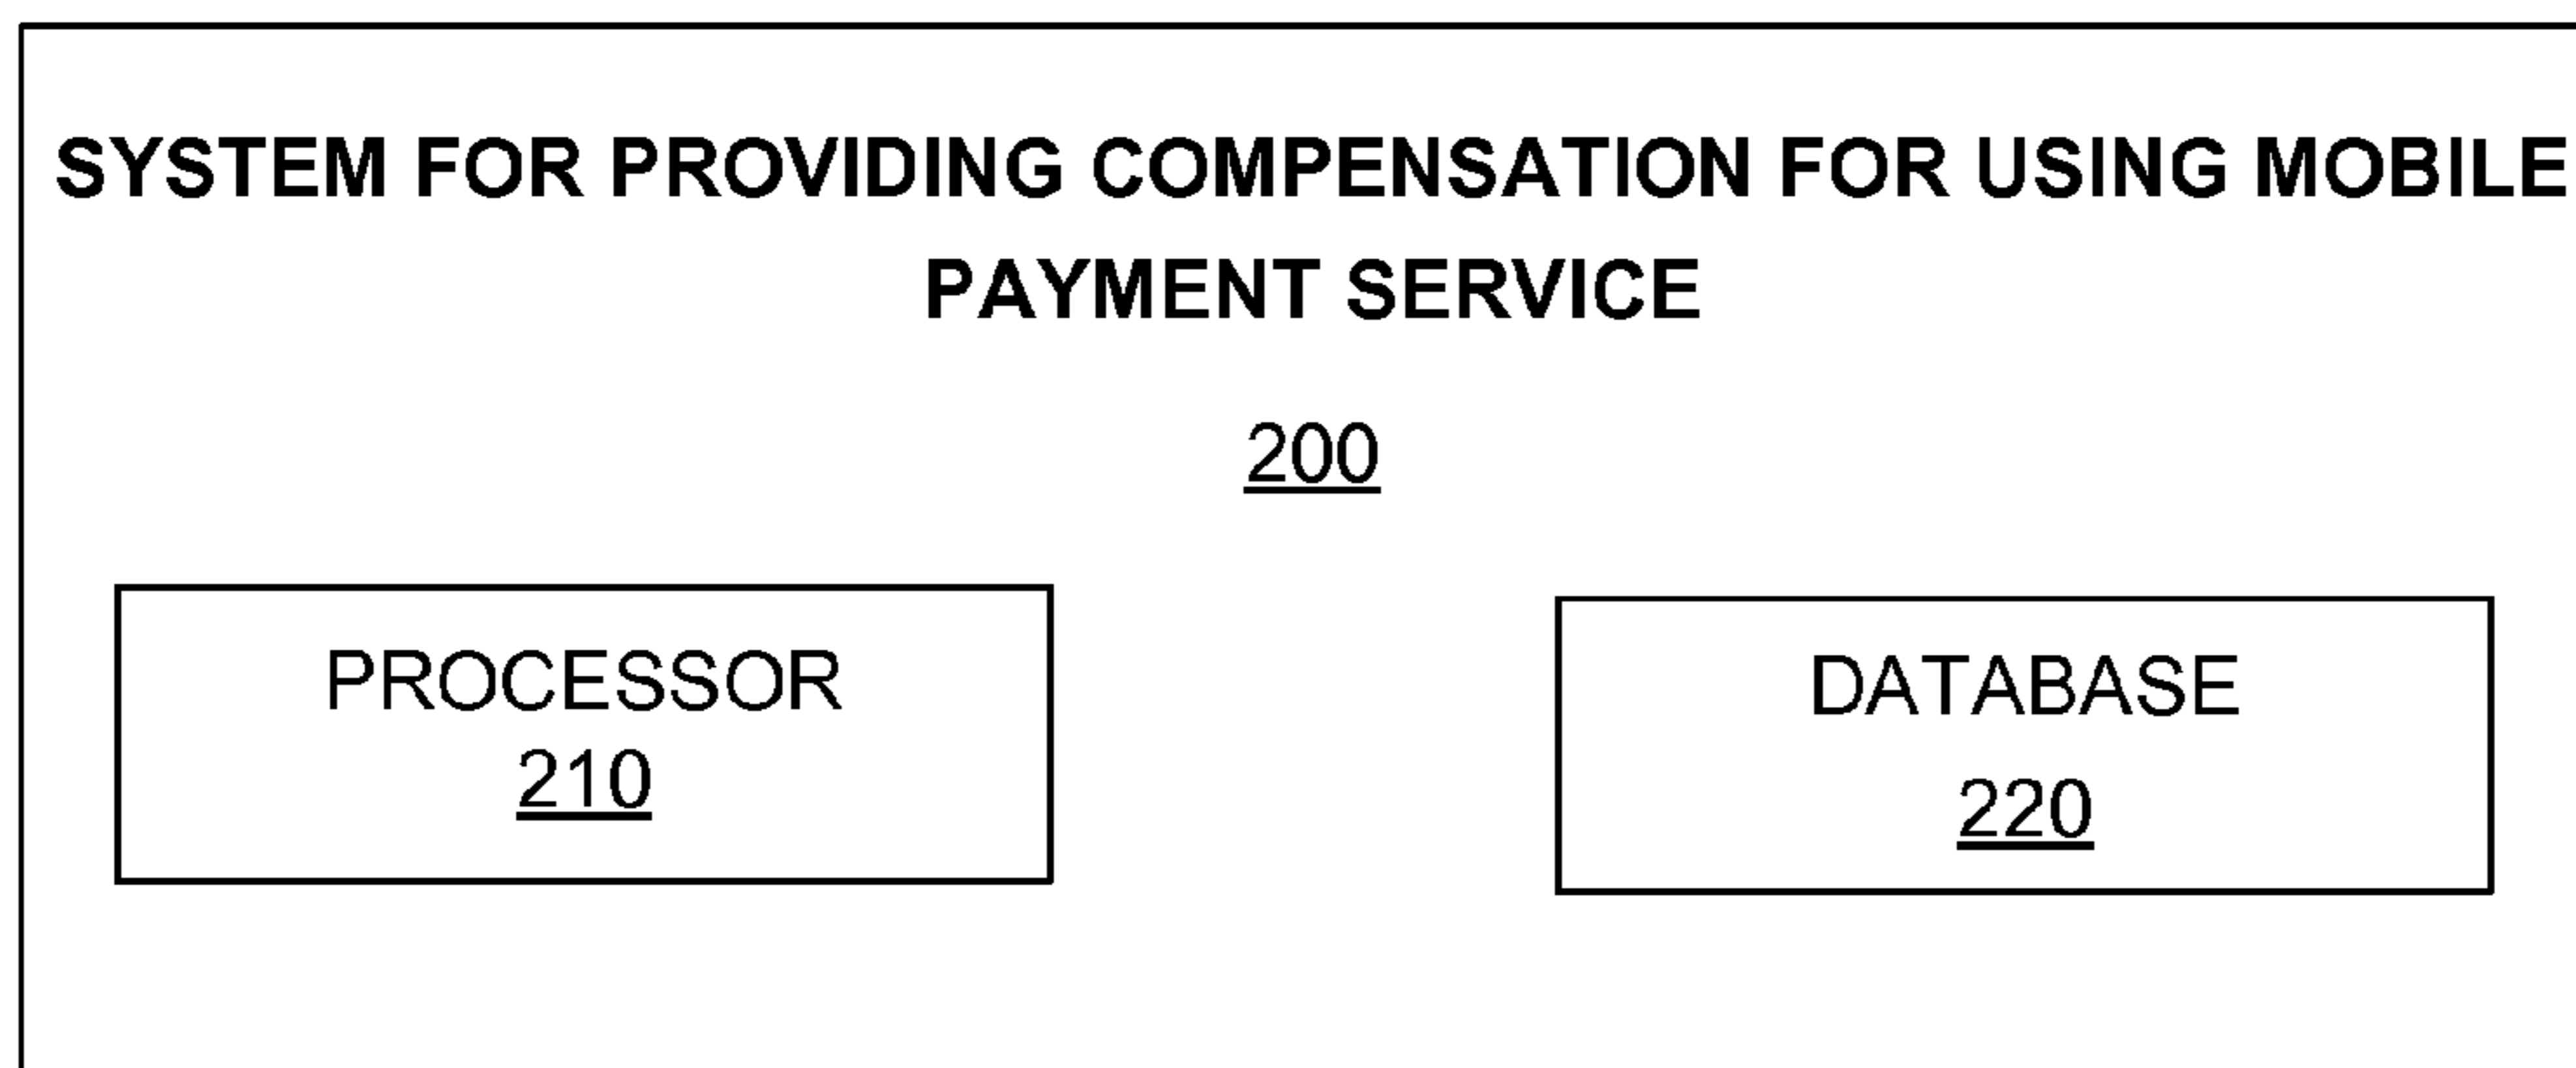 SYSTEM FOR PROVIDING COMPENSATION FOR USING MOBILE
PAYMENT SERVICE
200
PROCESSOR
210
DATABASE
220